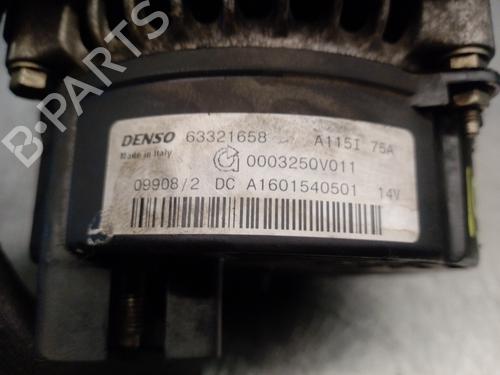 B-PARTS
DENSO 63321658 A115I 75A
Made in Italy
0003250V011
09908/2 DC A1601540501 14V